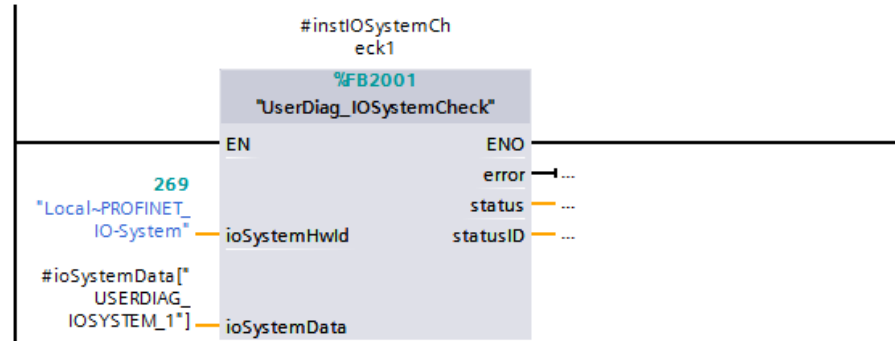 #instIOSystemCh
eck1
%FB2001
"UserDiag_IOSystemCheck"
EN
ENO
error
...
269
"Local~PROFINET_
IO-System"
ioSystemHwId
status
...
statusID
...
#ioSystemData["
USERDIAG_
IOSYSTEM_1"]
ioSystemData